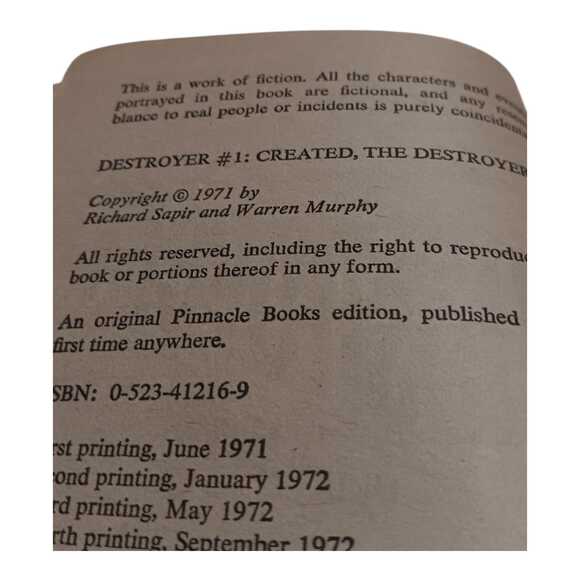 This is a work of fiction. All the characters and events
portrayed in this book are fictional, and any resem
blance to real people or incidents is purely coincidenta
DESTROYER #1: CREATED, THE DESTROYER
Copyright © 1971 by
Richard Sapir and Warren Murphy
All rights reserved, including the right to reproduc
book or portions thereof in any form.
An original Pinnacle Books edition, published
first time anywhere.
SBN: 0-523-41216-9
rst printing, June 1971
ond printing, January 1972
rd printing, May 1972
rth printing, September 1972